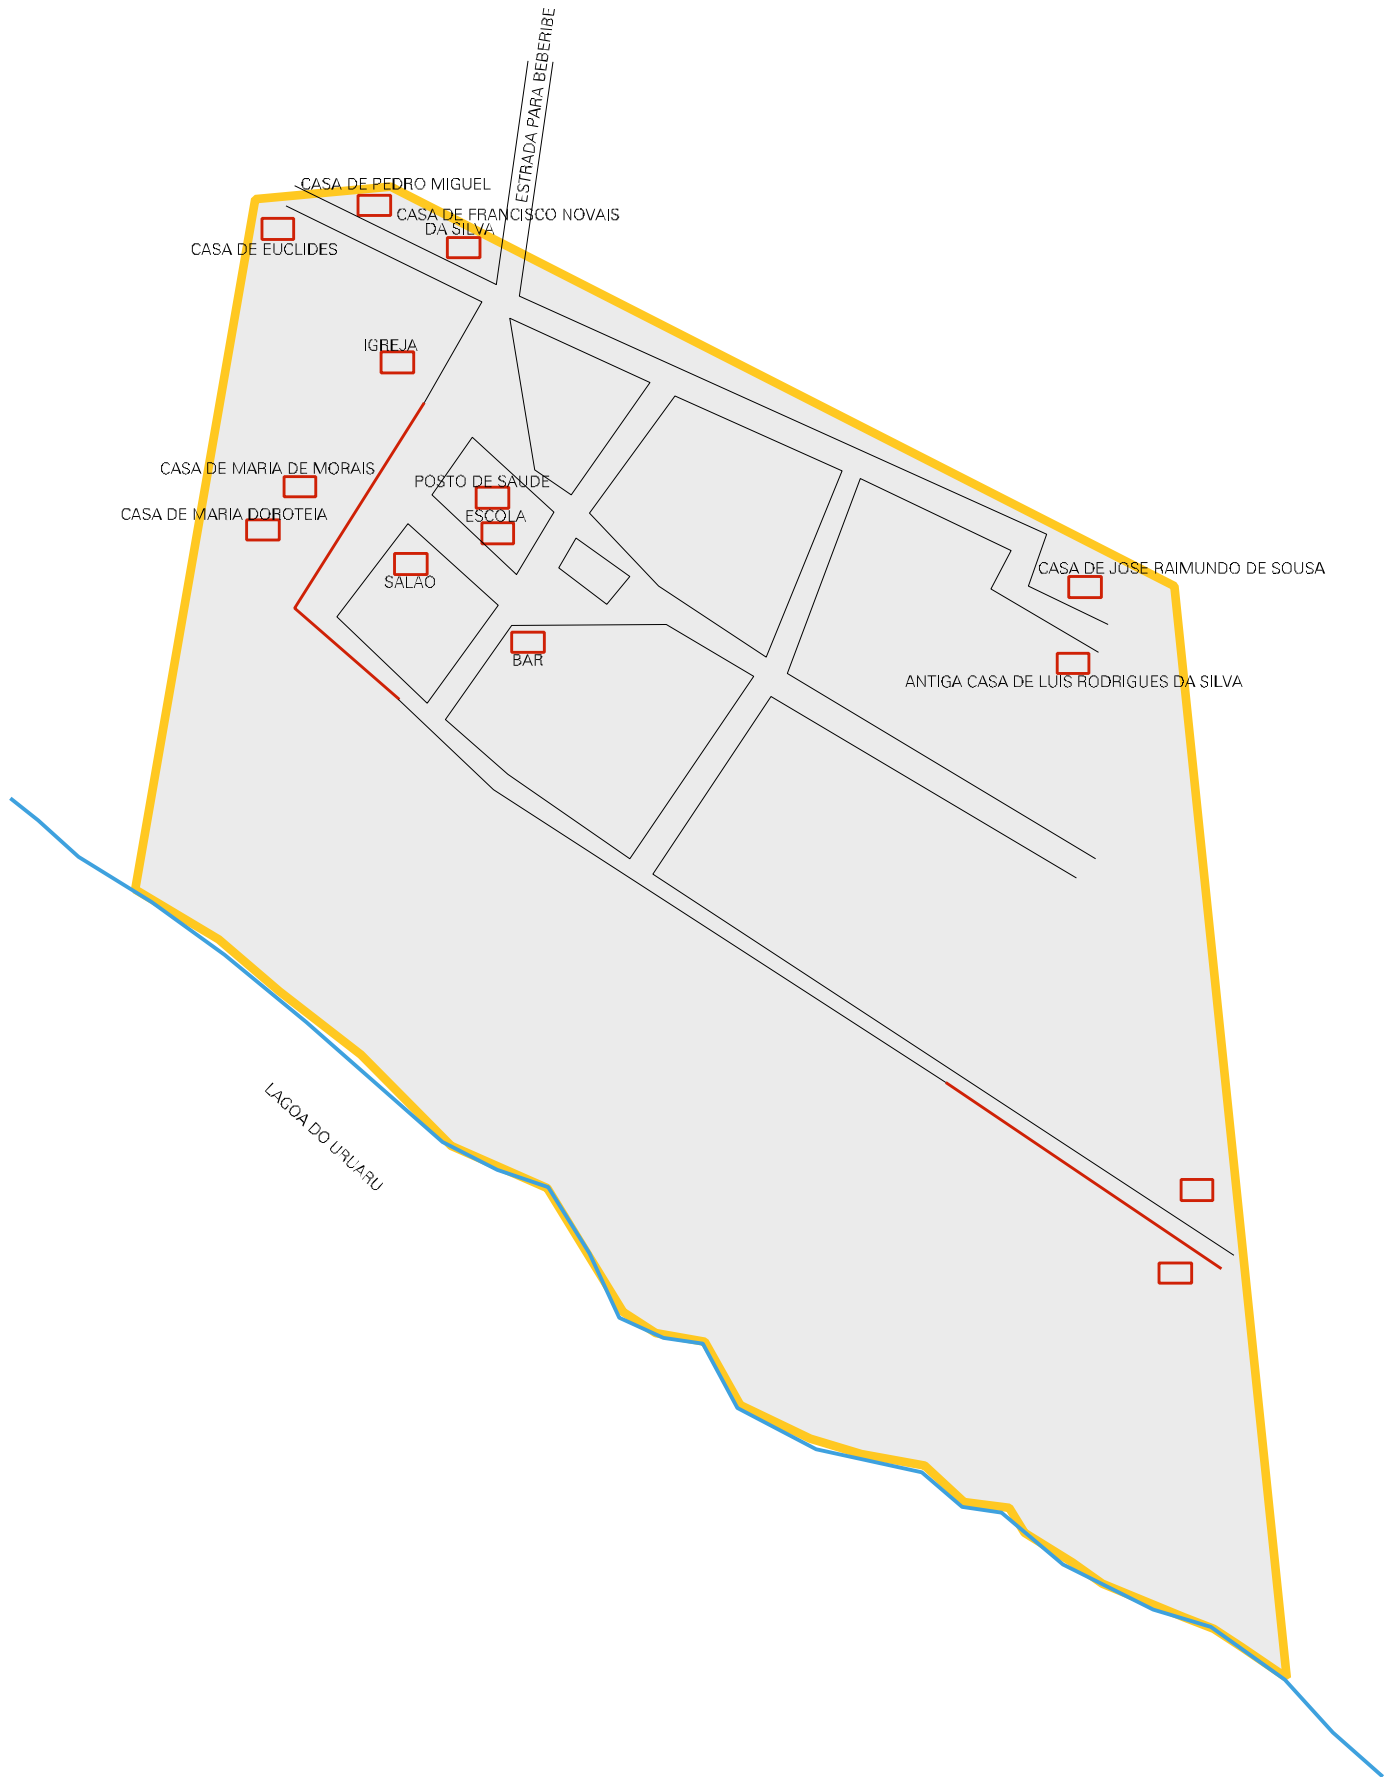 ESTRADA PARA BEBERIBE
CASA DE PEDRO MIGUEL
CASA DE FRANCISCO NOVAIS
DA SILVA
CASA DE EUCLIDES
IGREJA
CASA DE MARIA DE MORAIS
POSTO DE SAUDE
CASA DE MARIA DOROTEIA
ESCOLA
CASA DE JOSE RAIMUNDO DE SOUSA
SALAO
BAR
ANTIGA CASA DE LUIS RODRIGUES DA SILVA
LAGOA DO URUARU